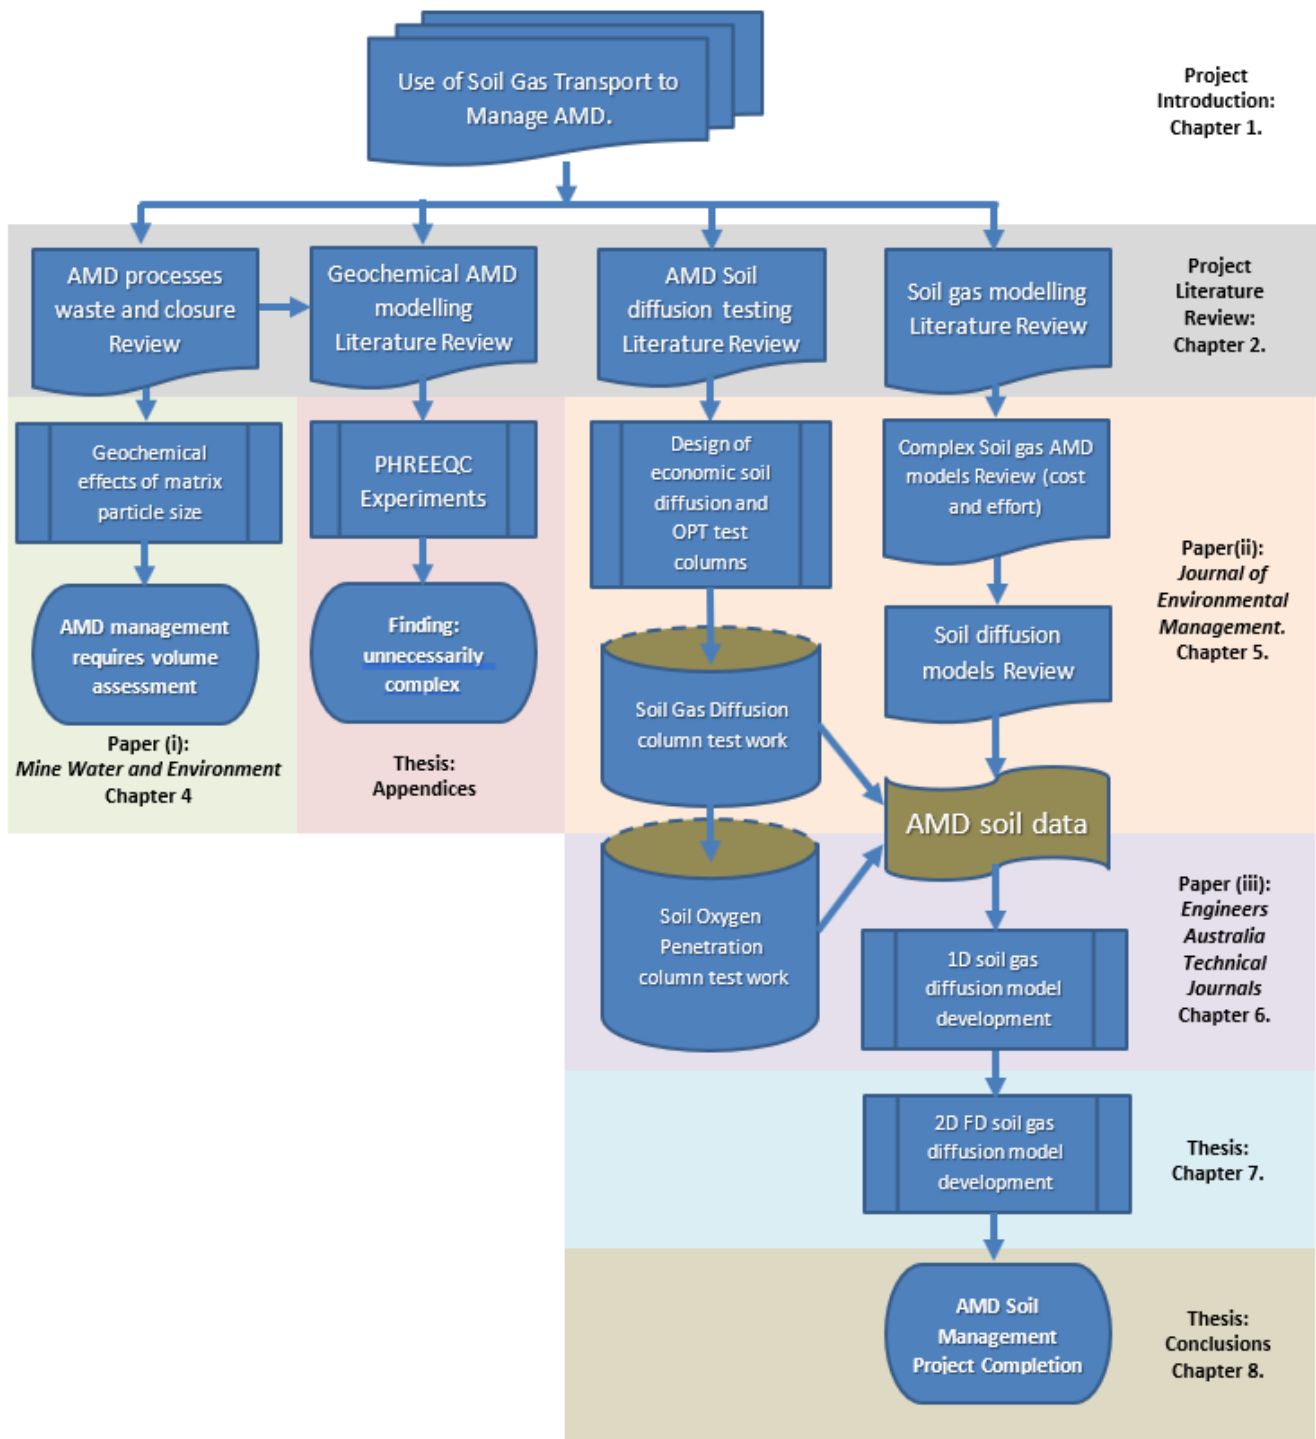 Use of Soil Gas Transport to
Manage AMD.
Project
Introduction:
Chapter 1.
AMD processes
waste and closure
Review
Geochemical AMD
modelling
Literature Review
AMD Soil
diffusion testing
Literature Review
Soil gas modelling
Literature Review
Project
Literature
Review:
Chapter 2.
Geochemical
effects of matrix
particle size
PHREEQC
Experiments
Design of
economic soil
diffusion and
OPT test
columns
Complex Soil gas AMD
models Review (cost
and effort)
Paper(ii):
Journal of
Environmental
Management.
Chapter 5.
AMD management
requires volume
assessment
Finding:
unnecessarily
complex
Soil diffusion
models Review
Paper (i):
Mine Water and Environment
Chapter 4
Thesis:
Appendices
Soil Gas Diffusion
column test work
AMD soil data
Soil Oxygen
Penetration
column test work
Paper (iii):
Engineers
Australia
Technical
Journals
Chapter 6.
1D soil gas
diffusion model
development
2D FD soil gas
diffusion model
development
Thesis:
Chapter 7.
AMD Soil
Management
Project Completion
Thesis:
Conclusions
Chapter 8.